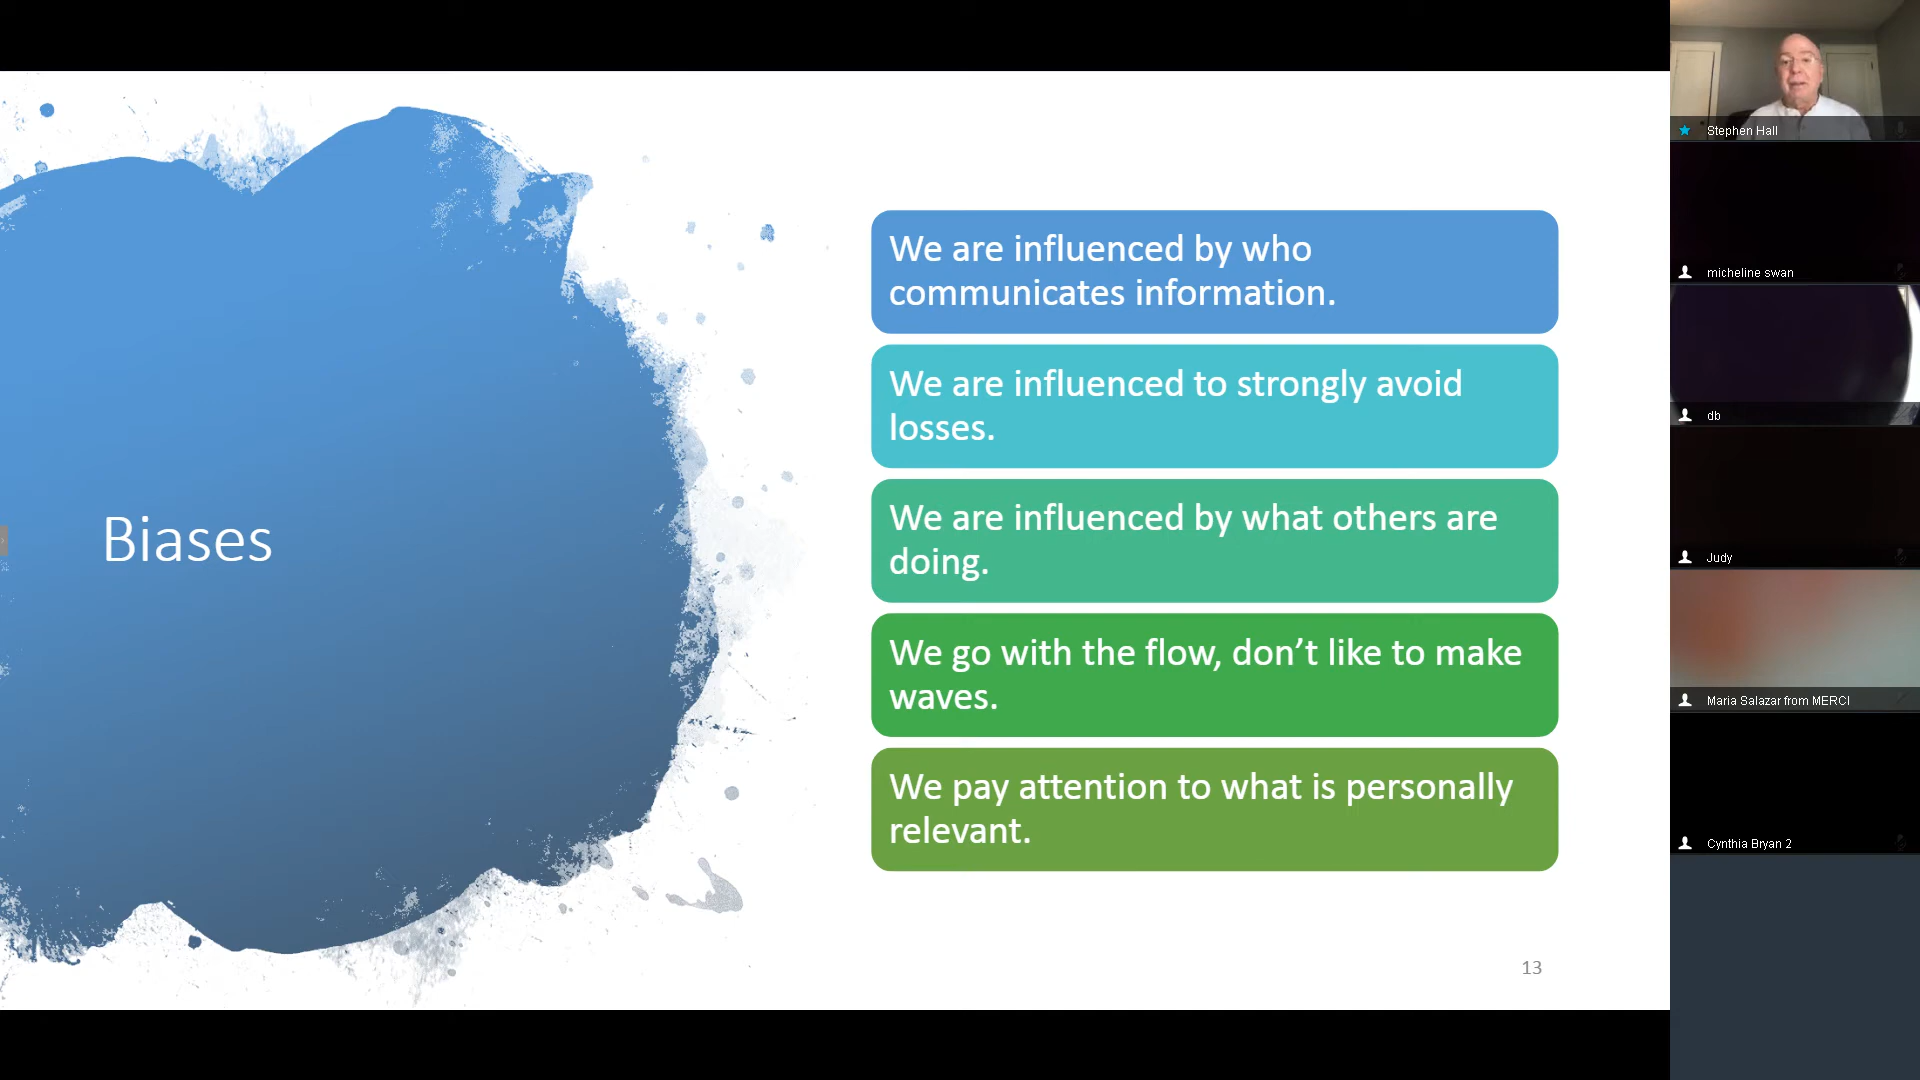 Biases
We are influenced by who
communicates information.
We are influenced to strongly avoid
losses.
We are influenced by what others are
doing.
We go with the flow, don’t like to make
waves.
We pay attention to what is personally
relevant.
13
Stephen Hall
micheline swan
db
Judy
Maria Salazar from MERCI
Cynthia Bryan 2